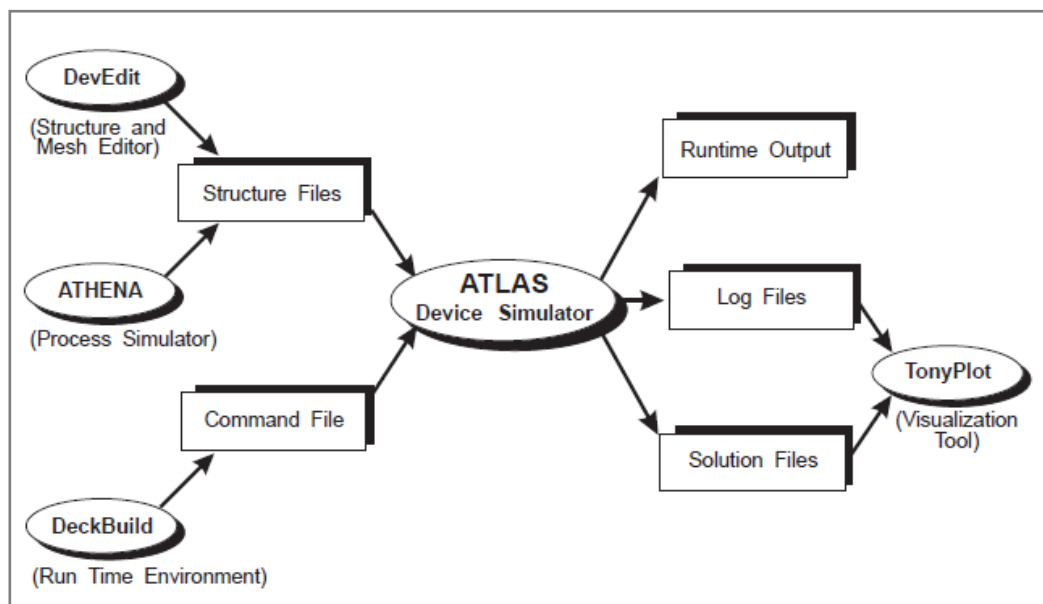 DevEdit
(Structure and
Mesh Editor)
Structure Files
ATHENA
(Process Simulator)
Command File
DeckBuild
(Run Time Environment)
ATLAS
Device Simulator
Runtime Output
Log Files
Solution Files
TonyPlot
(Visualization
Tool)